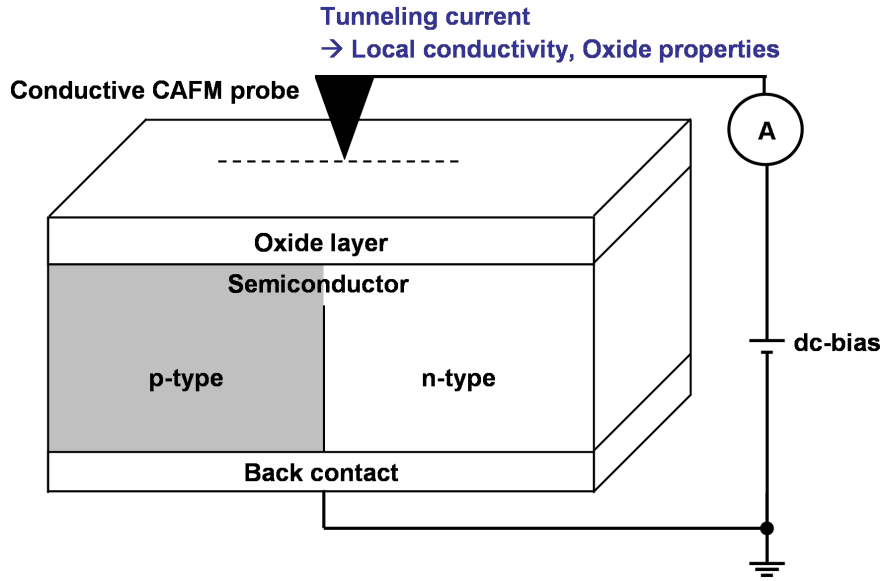 Tunneling current
→ Local conductivity, Oxide properties
Conductive CAFM probe
A
Oxide layer
Semiconductor
dc-bias
p-type
n-type
Back contact